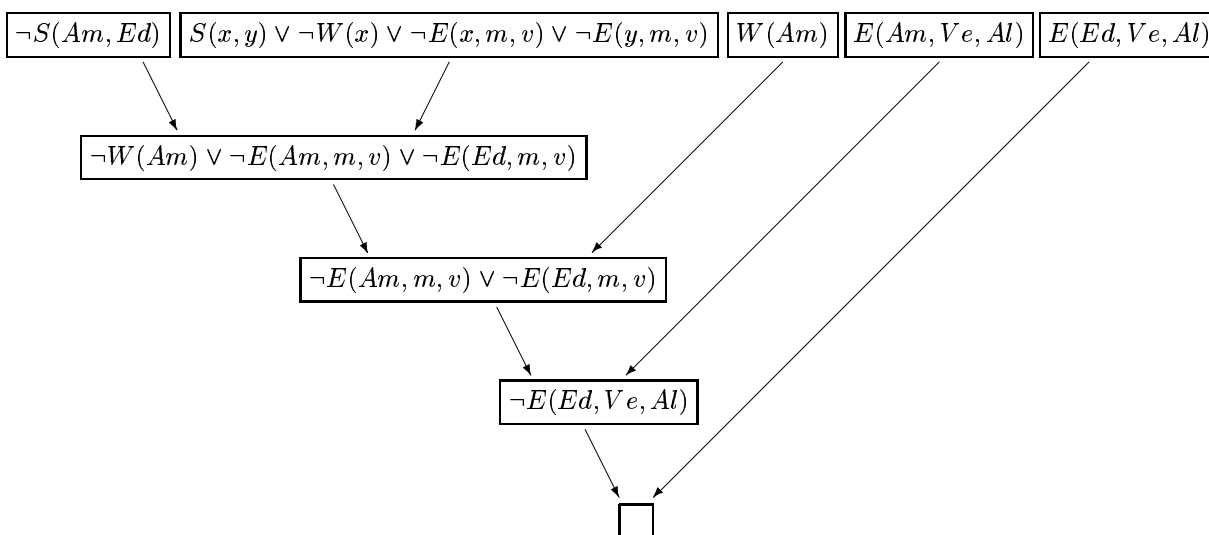 ¬S(Am, Ed) S(x, y) ∨ ¬W(x) ∨ ¬E(x, m, v) ∨ ¬E(y, m, v) W(Am) E(Am, Ve, Al) E(Ed, Ve, Al)
¬W(Am) ∨ ¬E(Am, m, v) ∨ ¬E(Ed, m, v)
¬E(Am, m, v) ∨ ¬E(Ed, m, v)
¬E(Ed, Ve, Al)